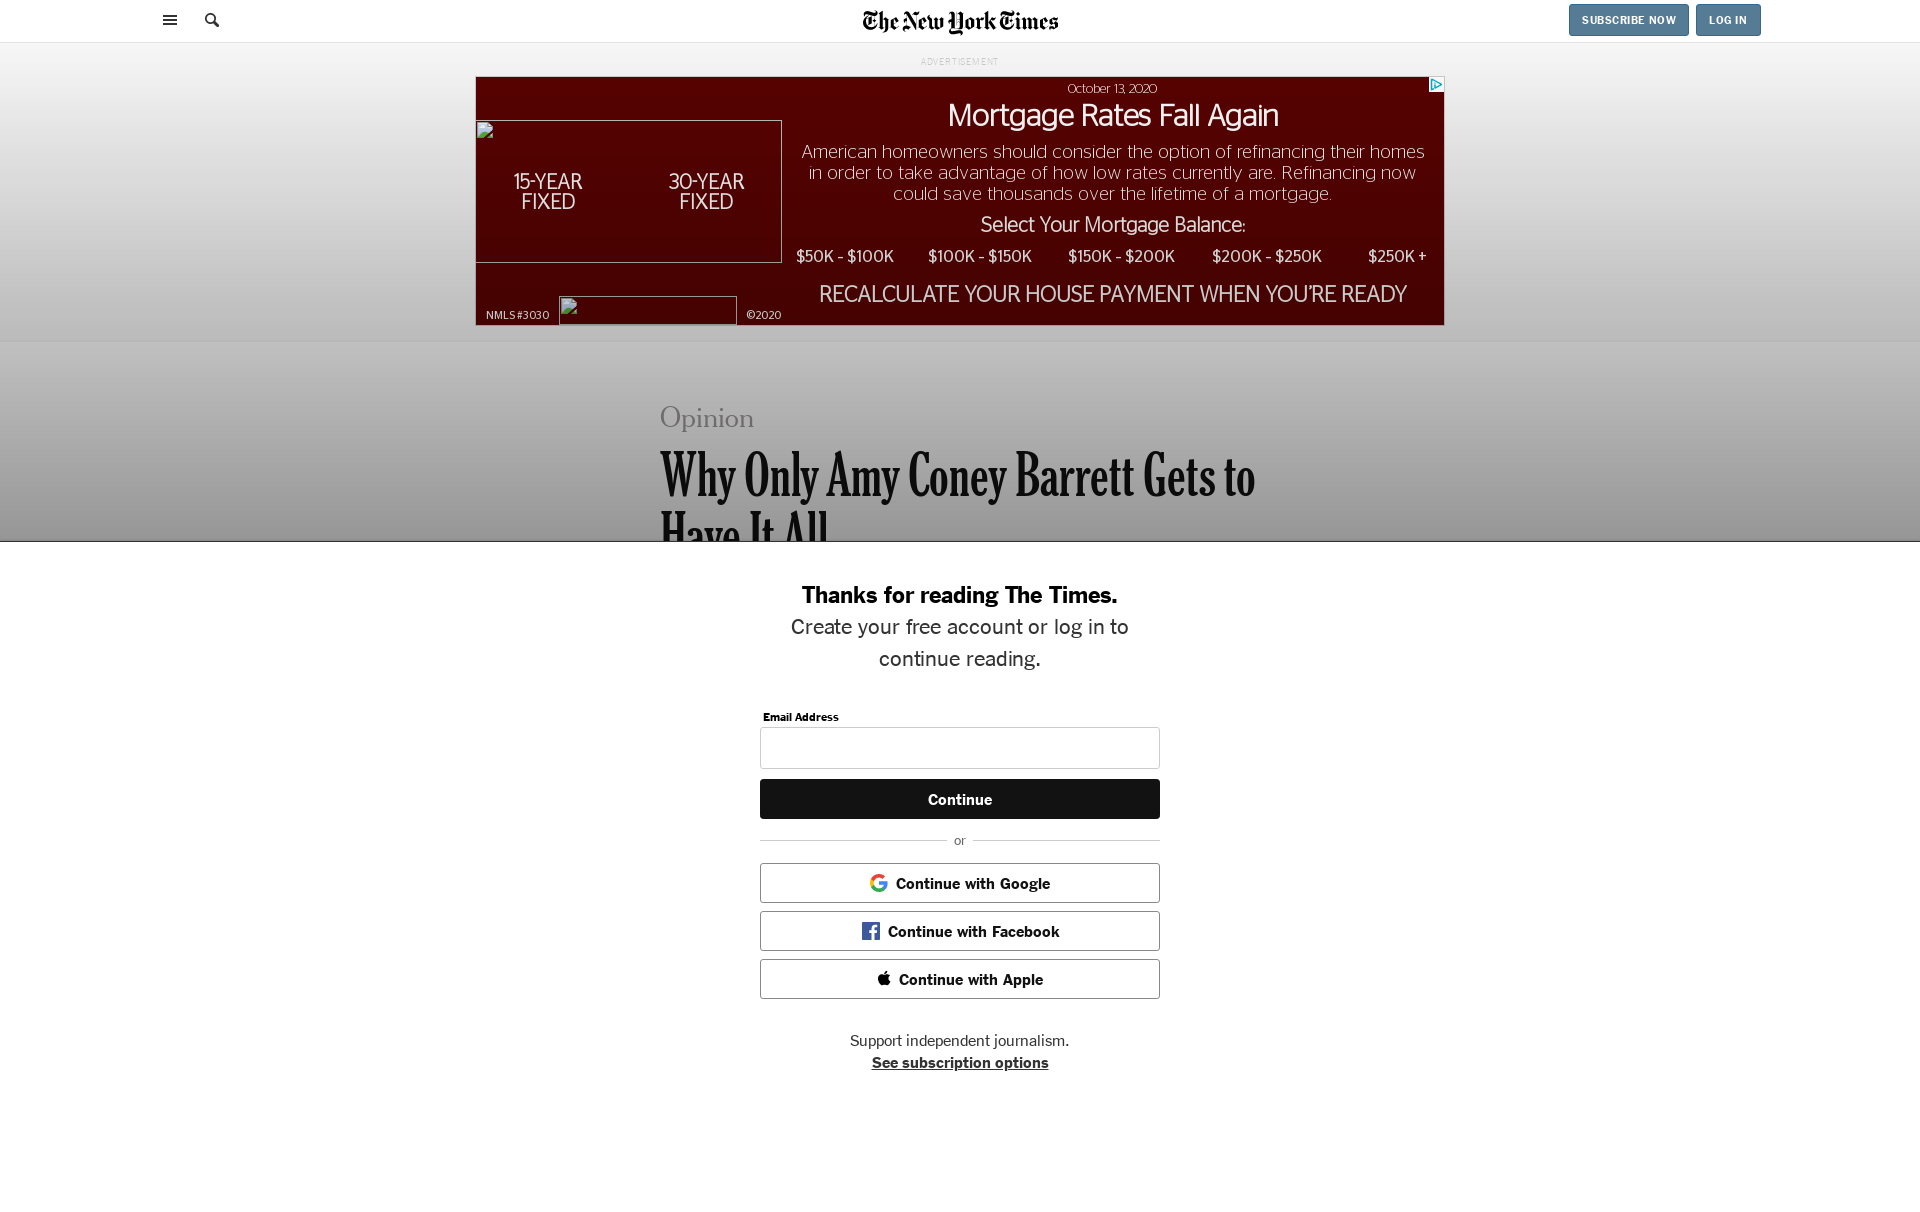 The New York Times
SUBSCRIBE NOW
LOG IN
ADVERTISEMENT
October 13, 2020
Mortgage Rates Fall Again
American homeowners should consider the option of refinancing their homes
in order to take advantage of how low rates currently are. Refinancing now
could save thousands over the lifetime of a mortgage.
15-YEAR
FIXED
30-YEAR
FIXED
Select Your Mortgage Balance:
$50K - $100K
$100K - $150K
$150K - $200K
$200K - $250K
$250K +
RECALCULATE YOUR HOUSE PAYMENT WHEN YOU'RE READY
NMLS#3030
©2020
Opinion
Why Only Amy Coney Barrett Gets to
Have It All
Thanks for reading The Times.
Create your free account or log in to
continue reading.
Email Address
Continue
or
Continue with Google
Continue with Facebook
Continue with Apple
Support independent journalism.
See subscription options